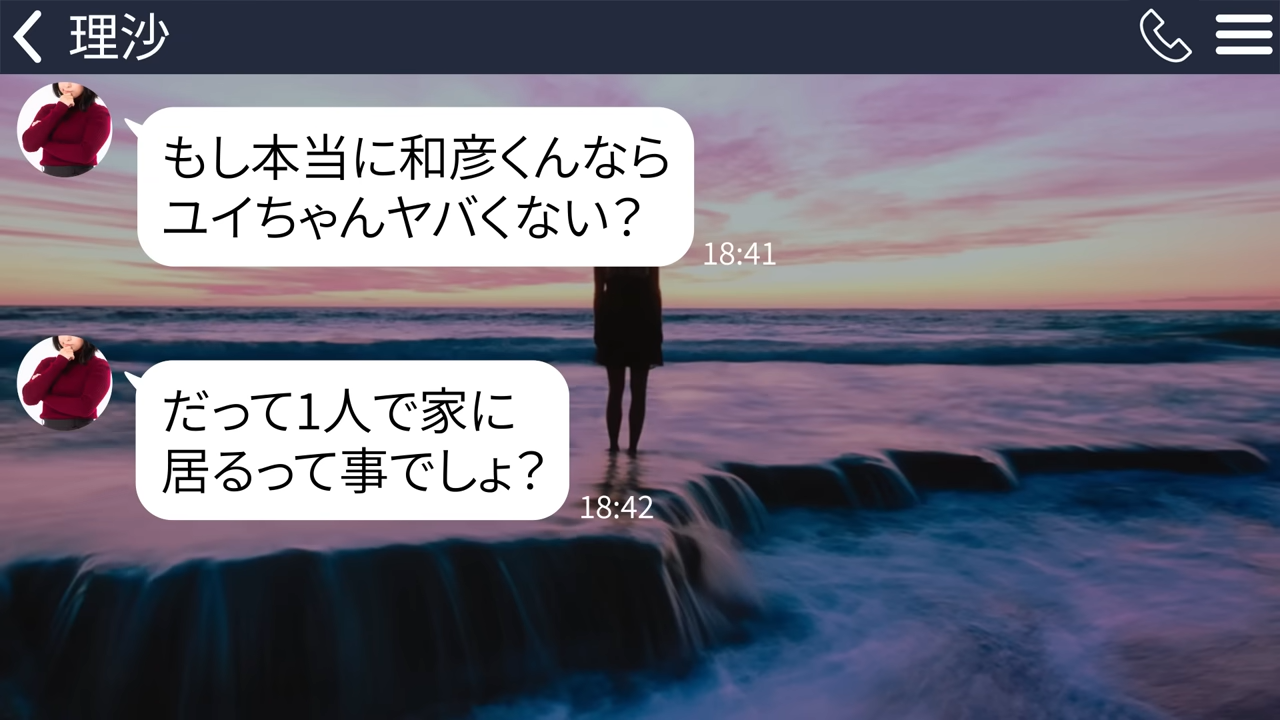 理沙
もし本当に和彦くんなら
ユイちゃんヤバくない？
18:41
だって1人で家に
居るって事でしょ？
18:42